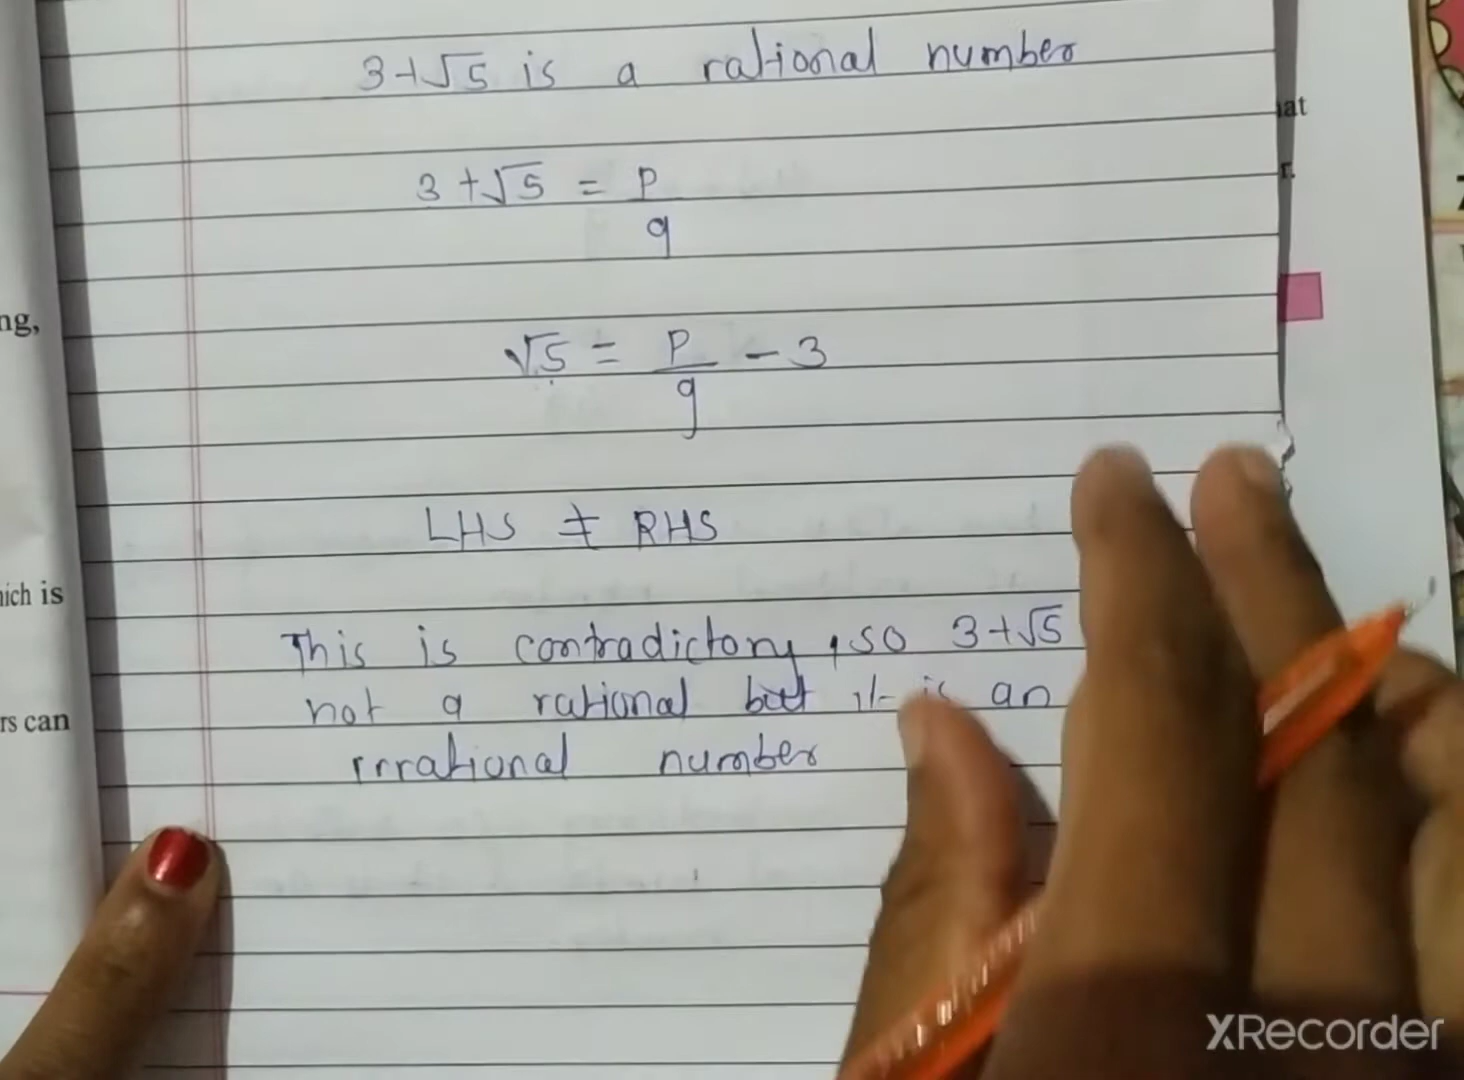 3+√5 is a rational number
at
r.
3+√5 = p
q
ng,
√5 = p/q - 3
LHS ≠ RHS
hich is
This is contradictory, so 3+√5
not a rational but it is an
rs can
irrational number
XRecorder